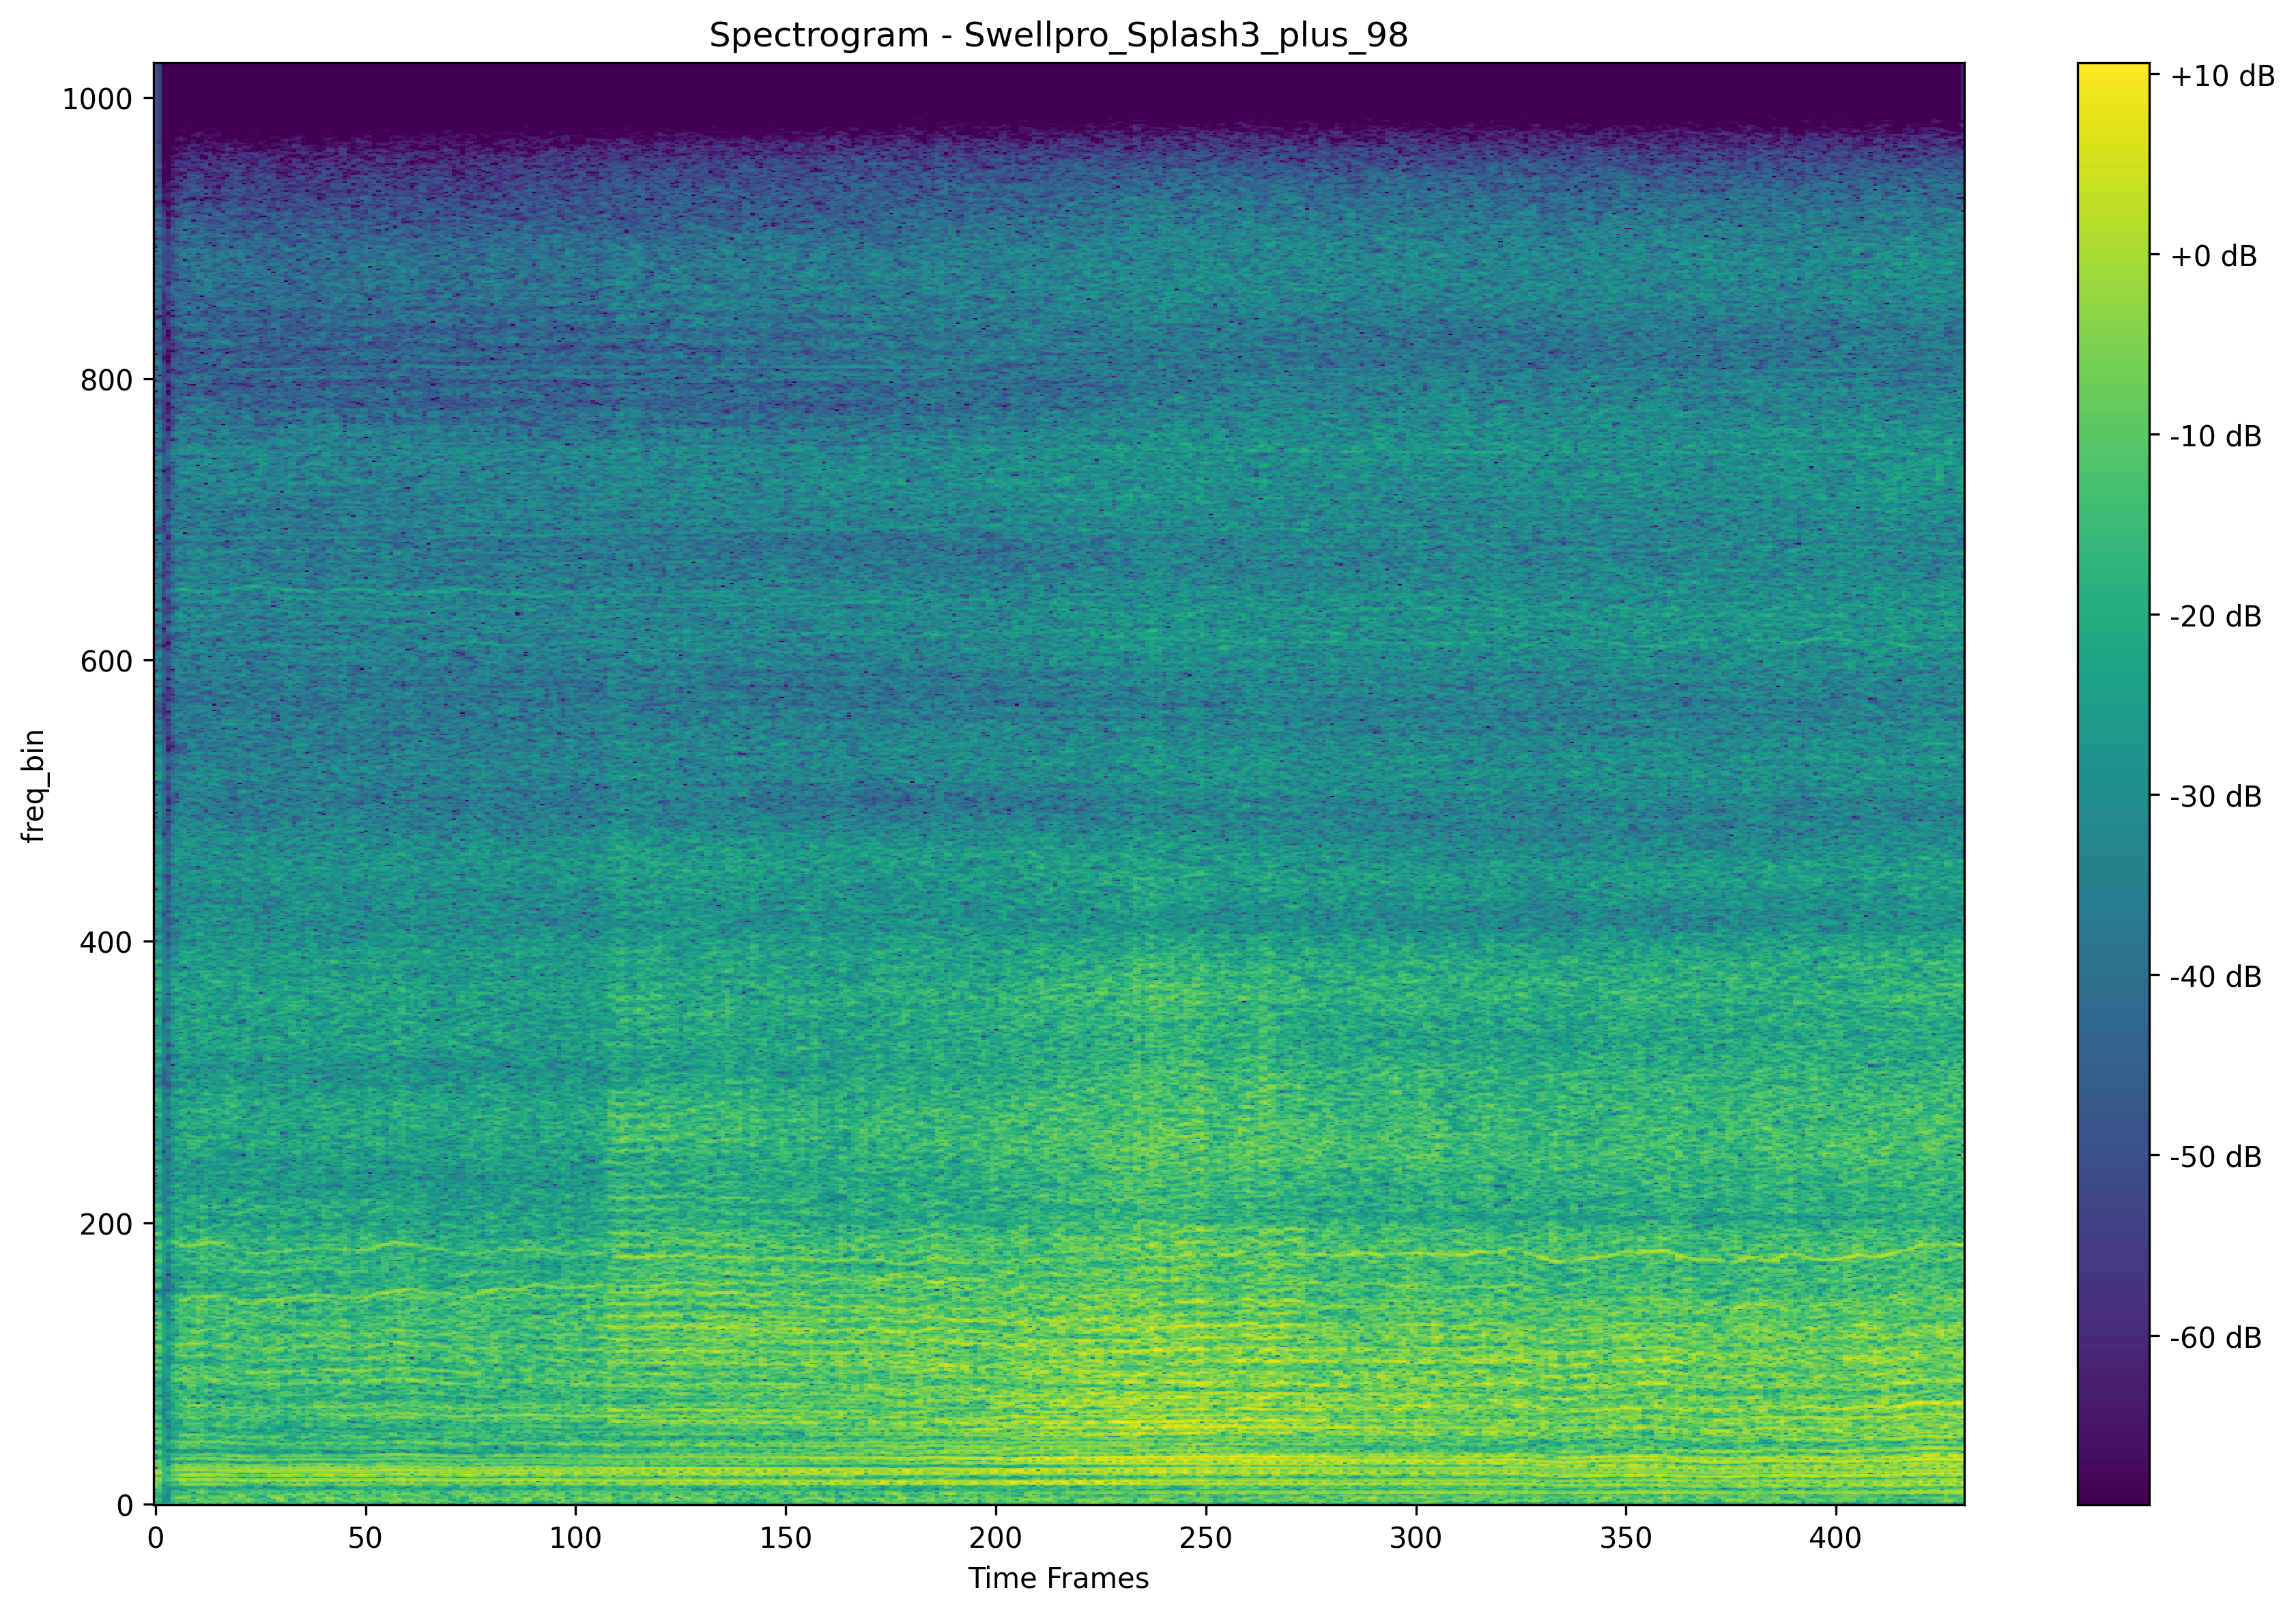 Spectrogram - Swellpro_Splash3_plus_98
1000
800
600
400
200
0
freq_bin
0 50 100 150 200 250 300 350 400
Time Frames
+10 dB
+0 dB
-10 dB
-20 dB
-30 dB
-40 dB
-50 dB
-60 dB